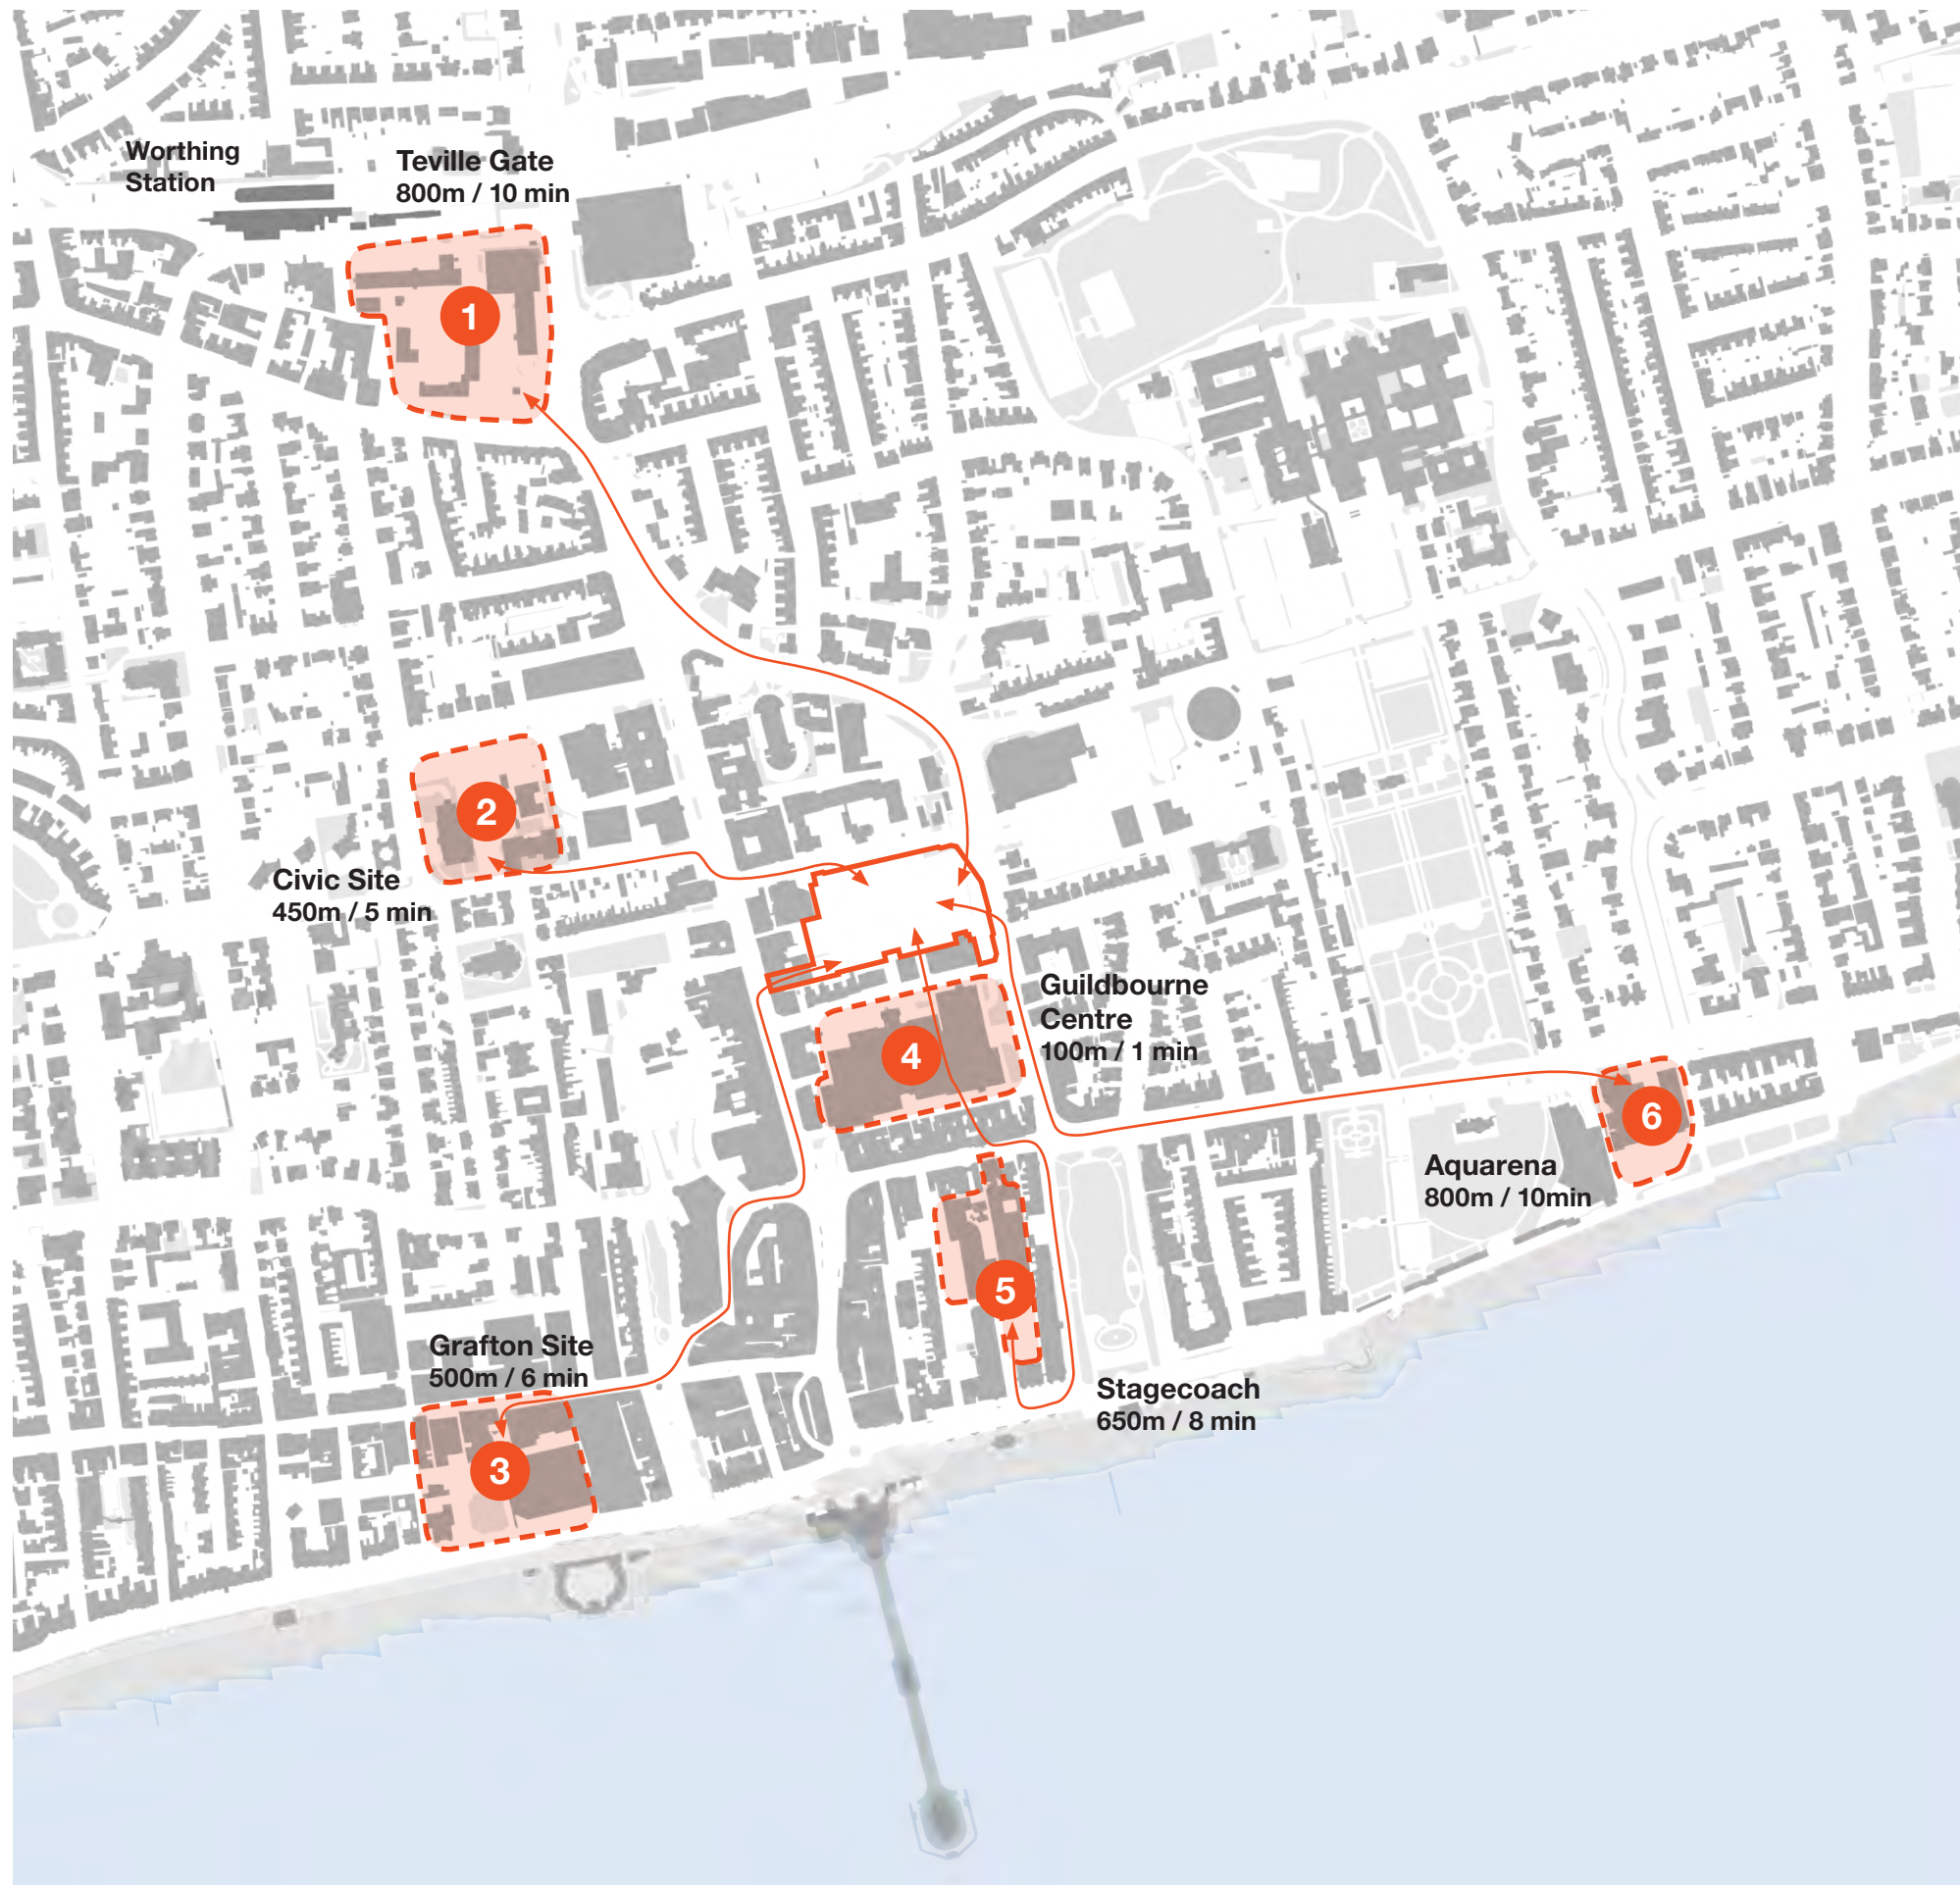 Worthing
Station
Teville Gate
800m / 10 min
1
2
Civic Site
450m / 5 min
Guildbourne
Centre
100m / 1 min
4
6
Aquarena
800m / 10min
5
Grafton Site
500m / 6 min
Stagecoach
650m / 8 min
3